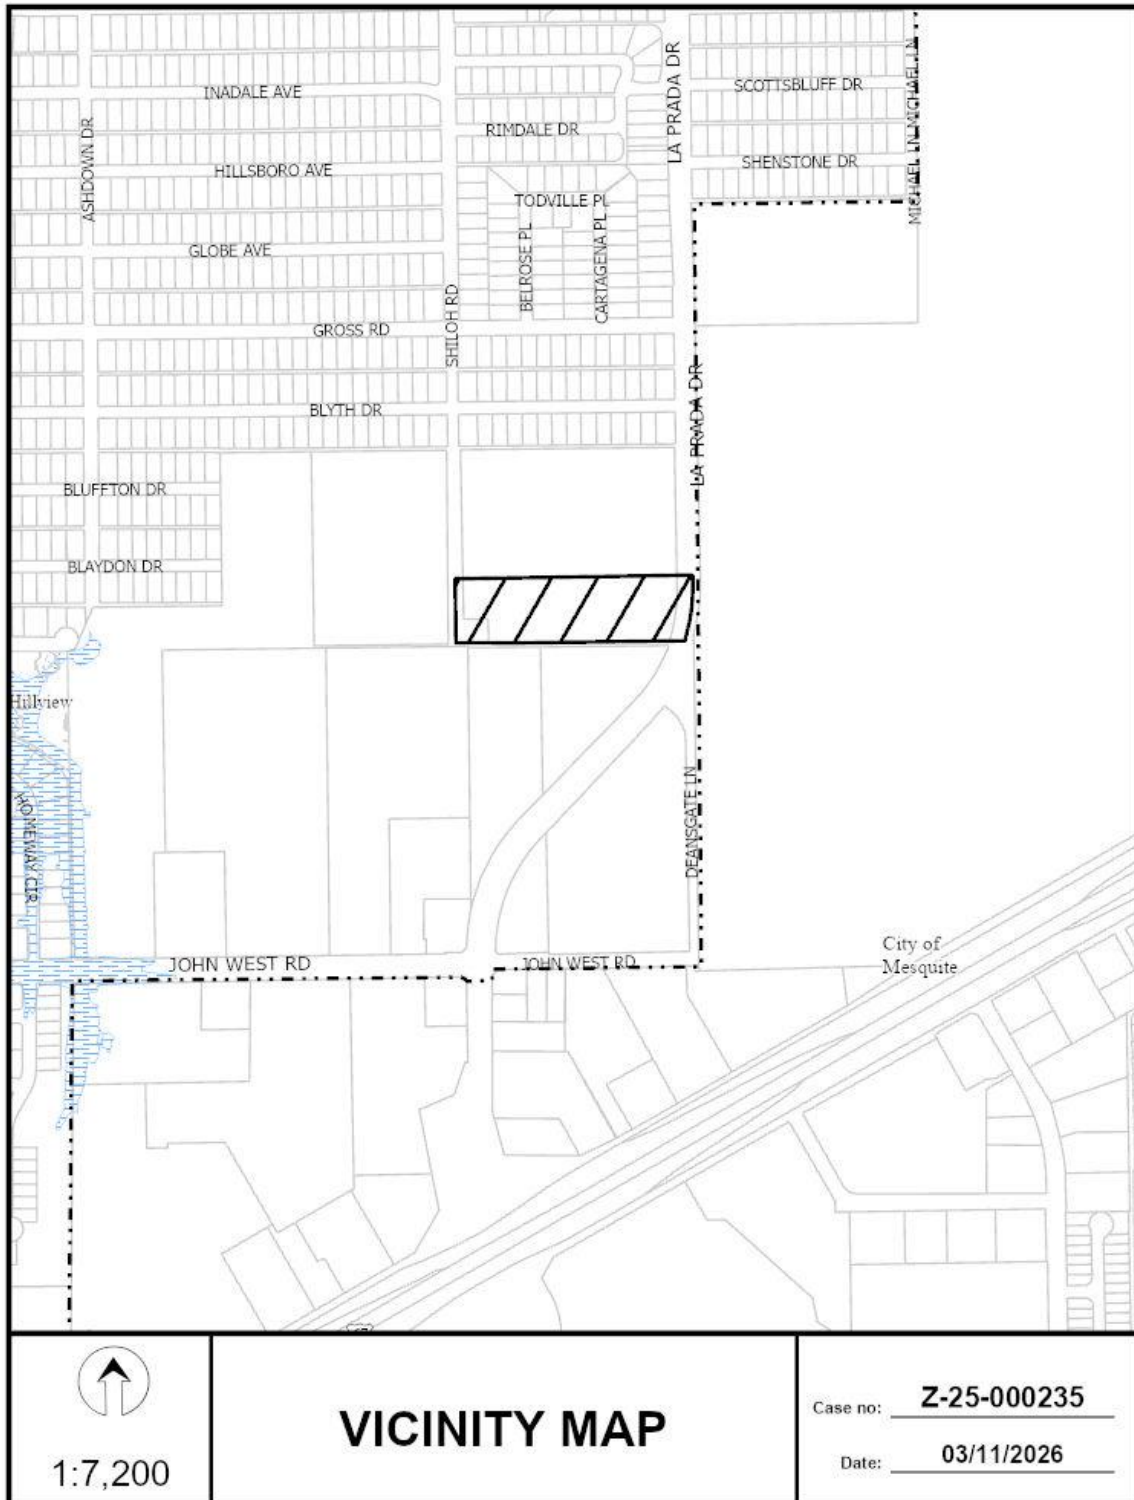 INADALE AVE
SCOTTSBLUFF DR
LA PRADA DR
MICHAEL LN
MICHAEL LN
RIMDALE DR
ASHDOWN DR
HILLSBORO AVE
SHENSTONE DR
TODVILLE PL
GLOBE AVE
BELROSE PL
CARTAGENA PL
SHILOH RD
GROSS RD
LA PRADA DR
BLYTH DR
BLUFFTON DR
BLAYDON DR
Hillview
HOMEWAY CIR
DEANSGATE LN
JOHN WEST RD
JOHN WEST RD
City of
Mesquite
1:7,200
VICINITY MAP
Case no: Z-25-000235
Date: 03/11/2026